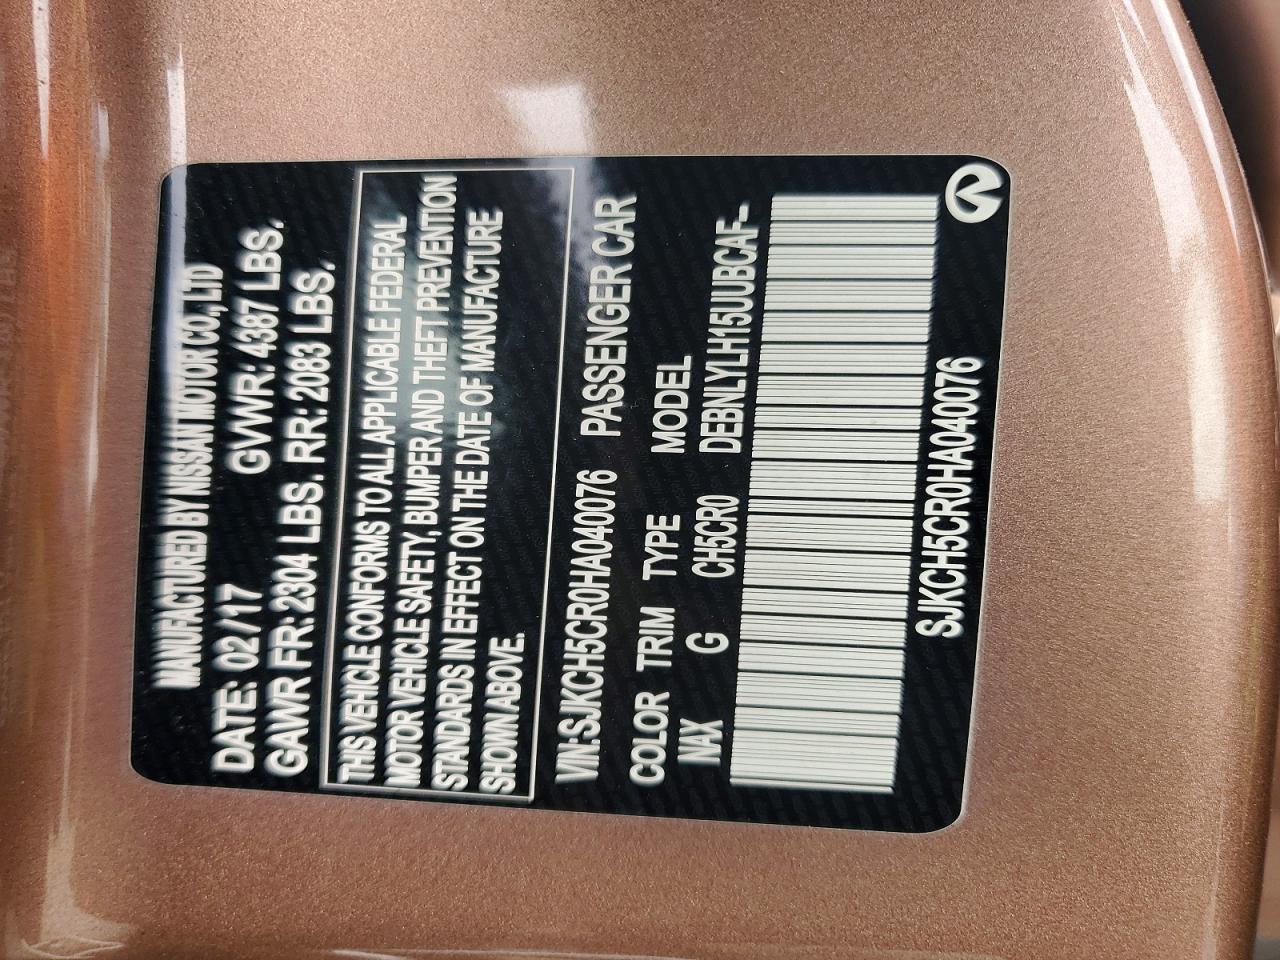 MANUFACTURED BY NISSAN MOTOR CO.,LTD
DATE: 02/17 GVWR: 4387 LBS.
GAWR FR: 2304 LBS. RR: 2083 LBS.
THIS VEHICLE CONFORMS TO ALL APPLICABLE FEDERAL
MOTOR VEHICLE SAFETY, BUMPER AND THEFT PREVENTION
STANDARDS IN EFFECT ON THE DATE OF MANUFACTURE
SHOWN ABOVE.
VIN:SJKCH5CR0HA040076 PASSENGER CAR
COLOR TRIM TYPE MODEL
NAX G CH5CR0 DEBNLYLH15UUBCAF--
SJKCH5CR0HA040076